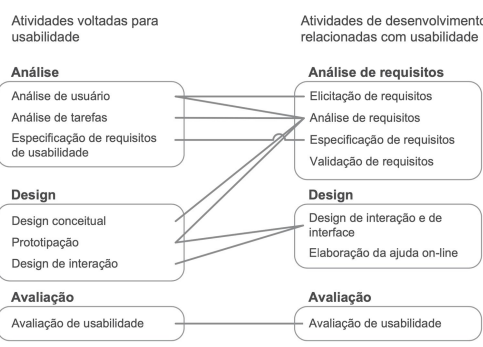 Atividades voltadas para
usabilidade
Análise
Análise de usuário
Análise de tarefas
Especificação de requisitos
de usabilidade
Design
Design conceitual
Prototipação
Design de interação
Avaliação
Avaliação de usabilidade
Atividades de desenvolvimento
relacionadas com usabilidade
Análise de requisitos
Elicitação de requisitos
Análise de requisitos
Especificação de requisitos
Validação de requisitos
Design
Design de interação e de
interface
Elaboração da ajuda on-line
Avaliação
Avaliação de usabilidade